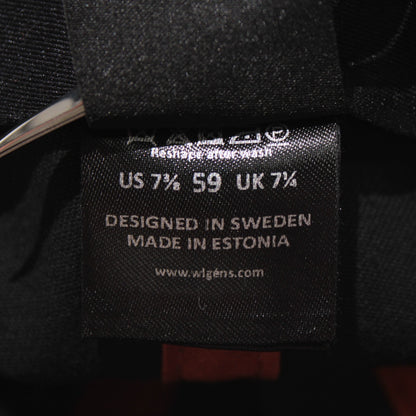 Reshape after wash
US 7⅜ 59 UK 7¼
DESIGNED IN SWEDEN
MADE IN ESTONIA
www.wigens.com